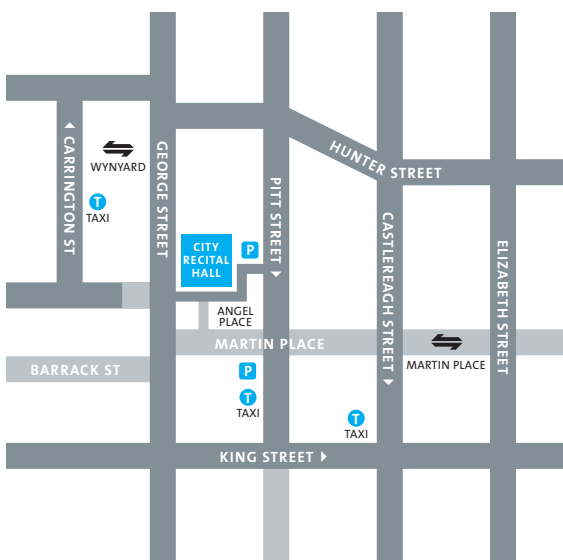 HUNTER STREET
CARRINGTON ST
WYNYARD
GEORGE STREET
T
TAXI
PITT STREET
CITY
RECITAL
HALL
P
CASTLEREAGH STREET
ELIZABETH STREET
ANGEL
PLACE
MARTIN PLACE
MARTIN PLACE
BARRACK ST
P
T
TAXI
T
TAXI
KING STREET